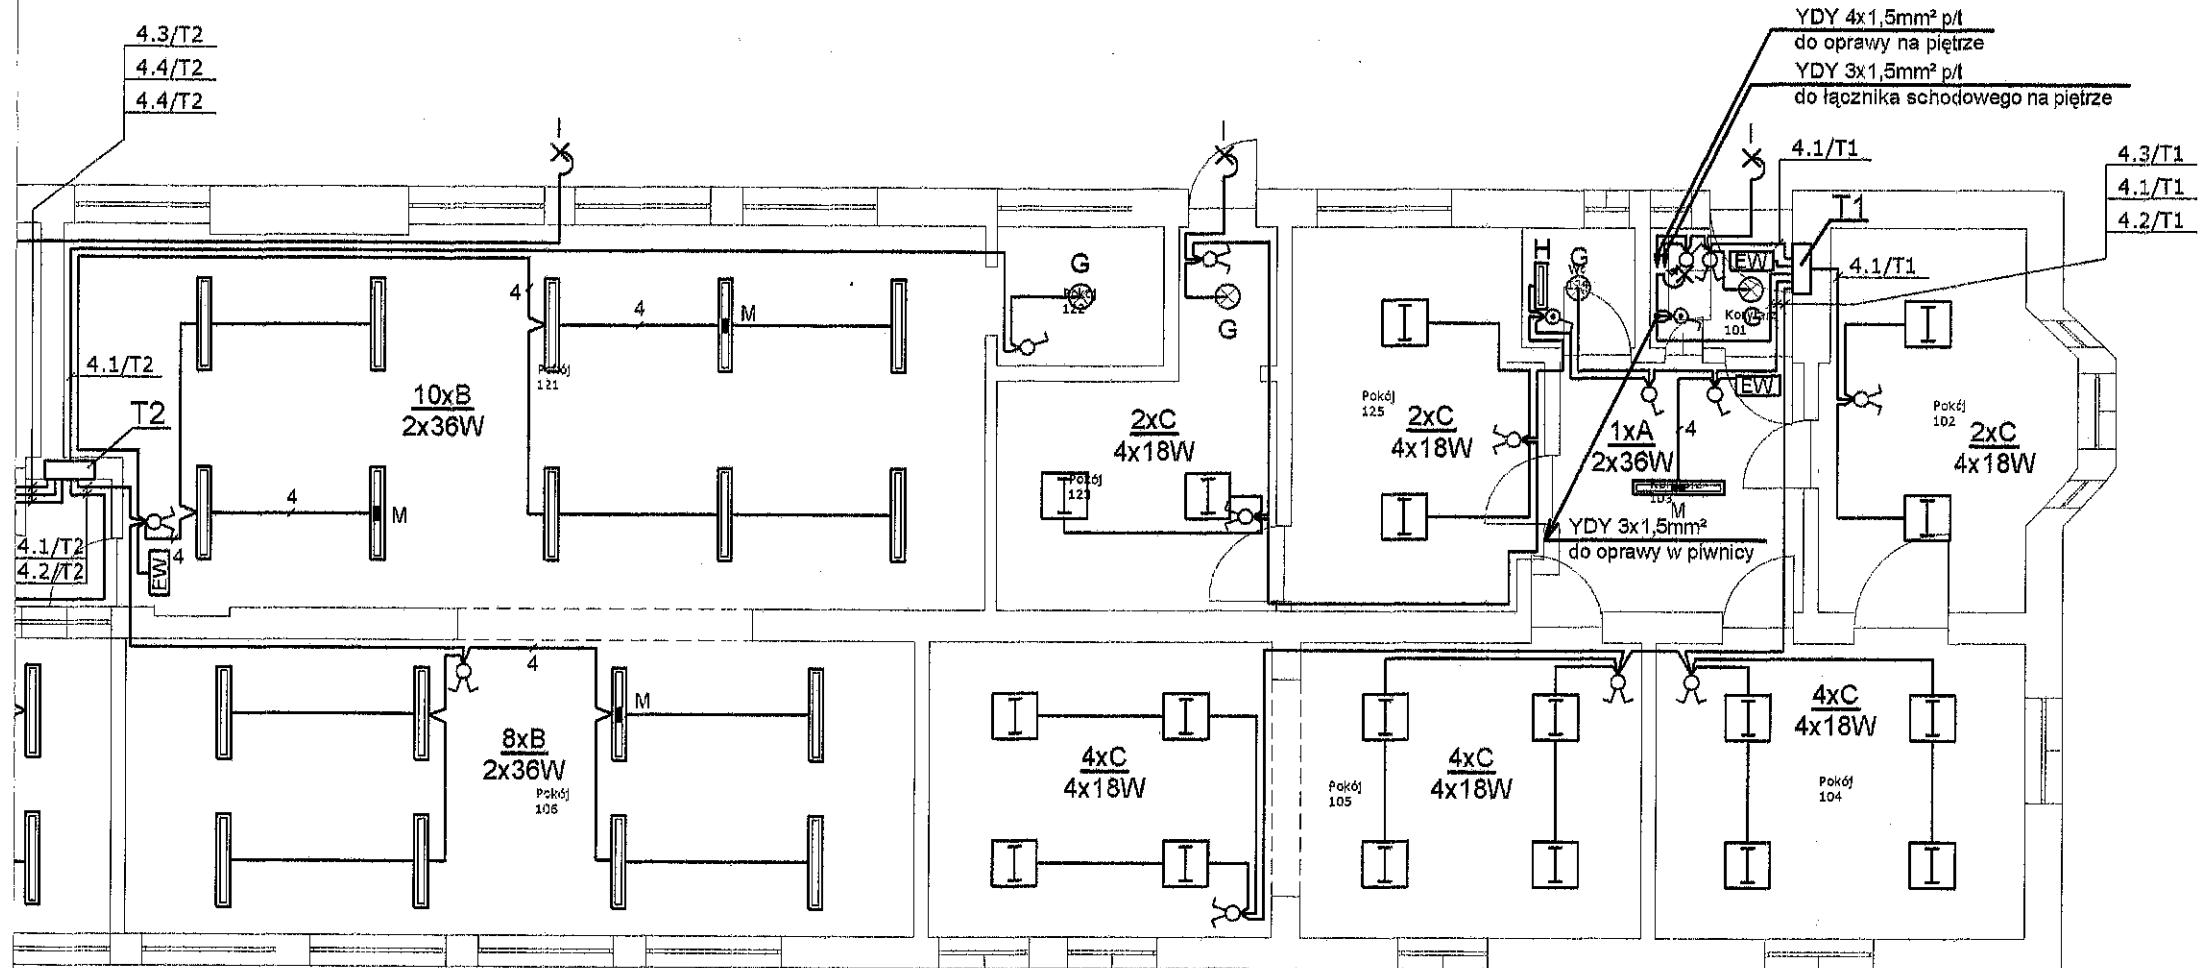 4.3/T2
4.4/T2
4.4/T2
YDY 4x1,5mm² p/t
do oprawy na piętrze
YDY 3x1,5mm² p/t
do łącznika schodowego na piętrze
4.1/T1
4.3/T1
4.1/T1
4.2/T1
T1
H
G
G
EW
4.1/T1
4
Pokój
122
M
4
G
Wc
G
Korytarz
101
4.1/T2
Pokój
121
10xB
2x36W
T2
2xC
4x18W
Pokój
125
2xC
4x18W
EW
1xA
2x36W
4
Pokój
102
2xC
4x18W
4
M
Pokój
123
103
M
4
YDY 3x1,5mm²
do oprawy w piwnicy
4.1/T2
4.2/T2
EW
4
M
8xB
2x36W
Pokój
106
4xC
4x18W
Pokój
105
4xC
4x18W
4xC
4x18W
Pokój
104